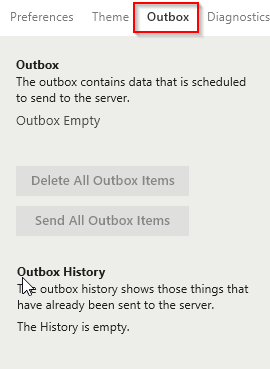 Preferences Theme Outbox Diagnostics
Outbox
The outbox contains data that is scheduled
to send to the server.
Outbox Empty
Delete All Outbox Items
Send All Outbox Items
Outbox History
The outbox history shows those things that
have already been sent to the server.
The History is empty.